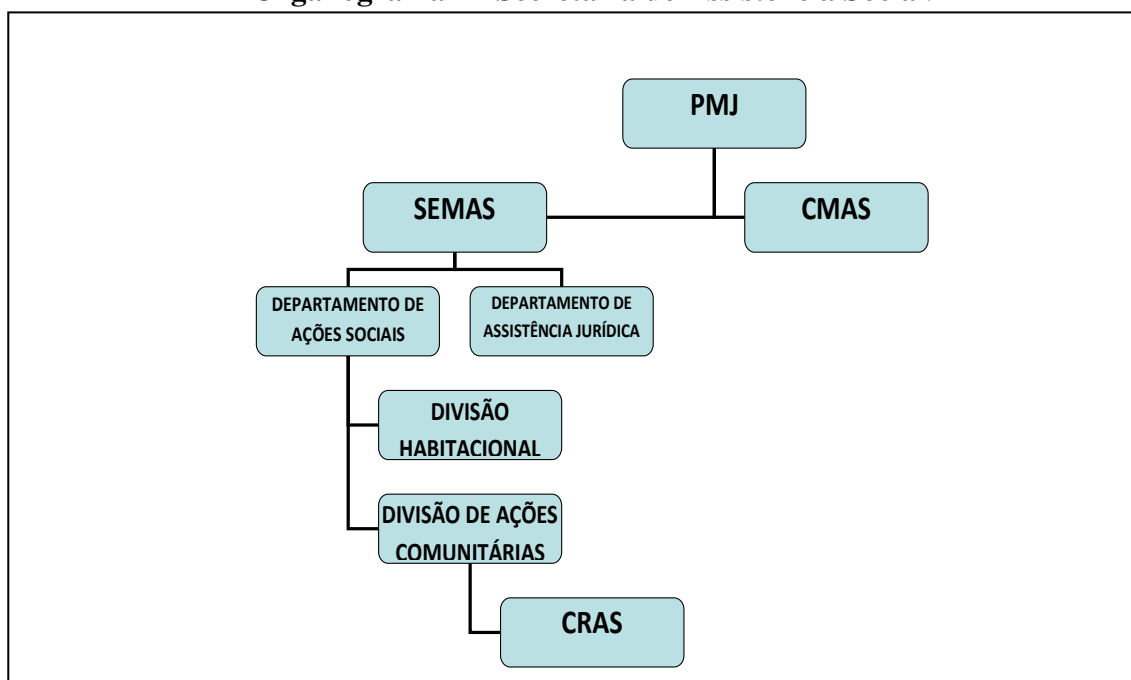 PMJ
SEMAS
CMAS
DEPARTAMENTO DE
AÇÕES SOCIAIS
DEPARTAMENTO DE
ASSISTÊNCIA JURÍDICA
DIVISÃO
HABITACIONAL
DIVISÃO DE AÇÕES
COMUNITÁRIAS
CRAS